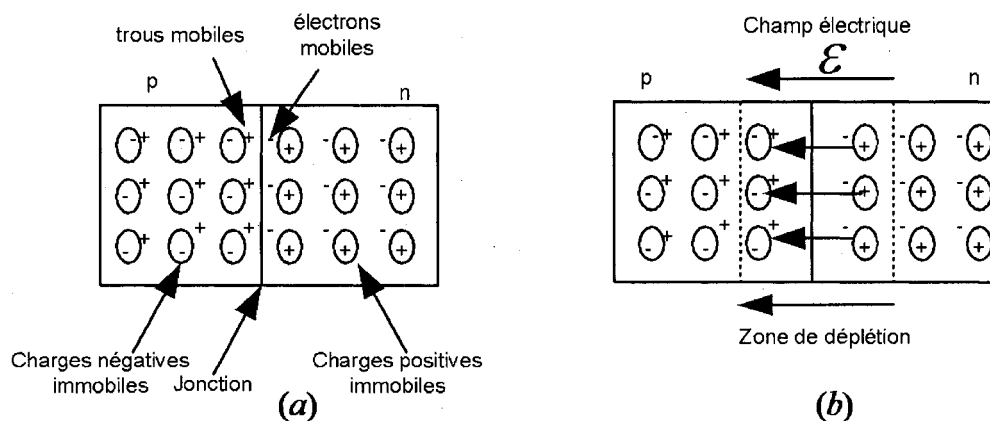 trous mobiles
électrons
mobiles
p
n
Charges négatives
immobiles
Jonction
Charges positives
immobiles
(a)
Champ électrique
ε
p
n
Zone de déplétion
(b)